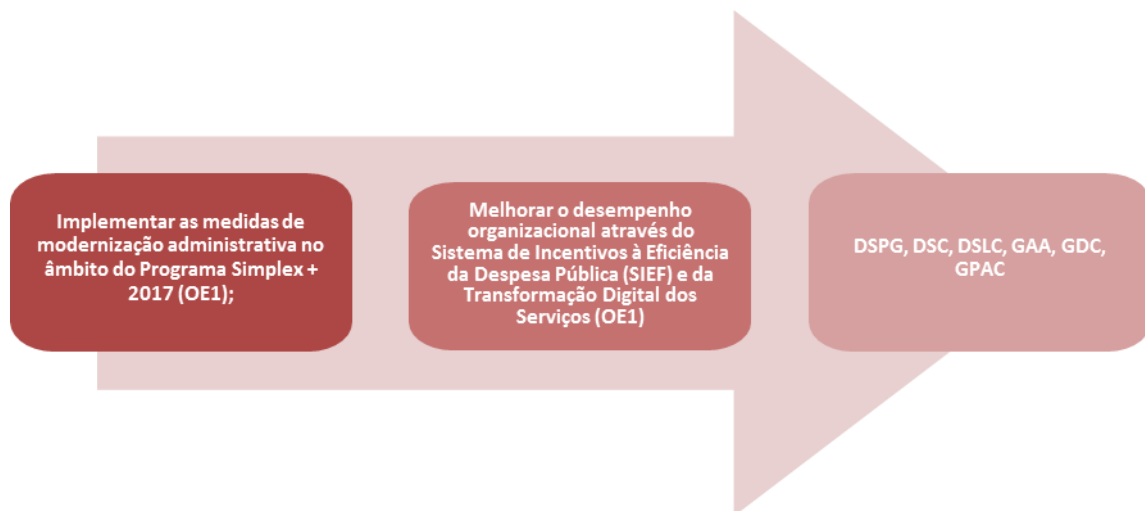 Implementar as medidas de
modernização administrativa no
âmbito do Programa Simplex +
2017 (OE1);
Melhorar o desempenho
organizacional através do
Sistema de Incentivos à Eficiência
da Despesa Pública (SIEF) e da
Transformação Digital dos
Serviços (OE1)
DSPG, DSC, DSLC, GAA, GDC,
GPAC